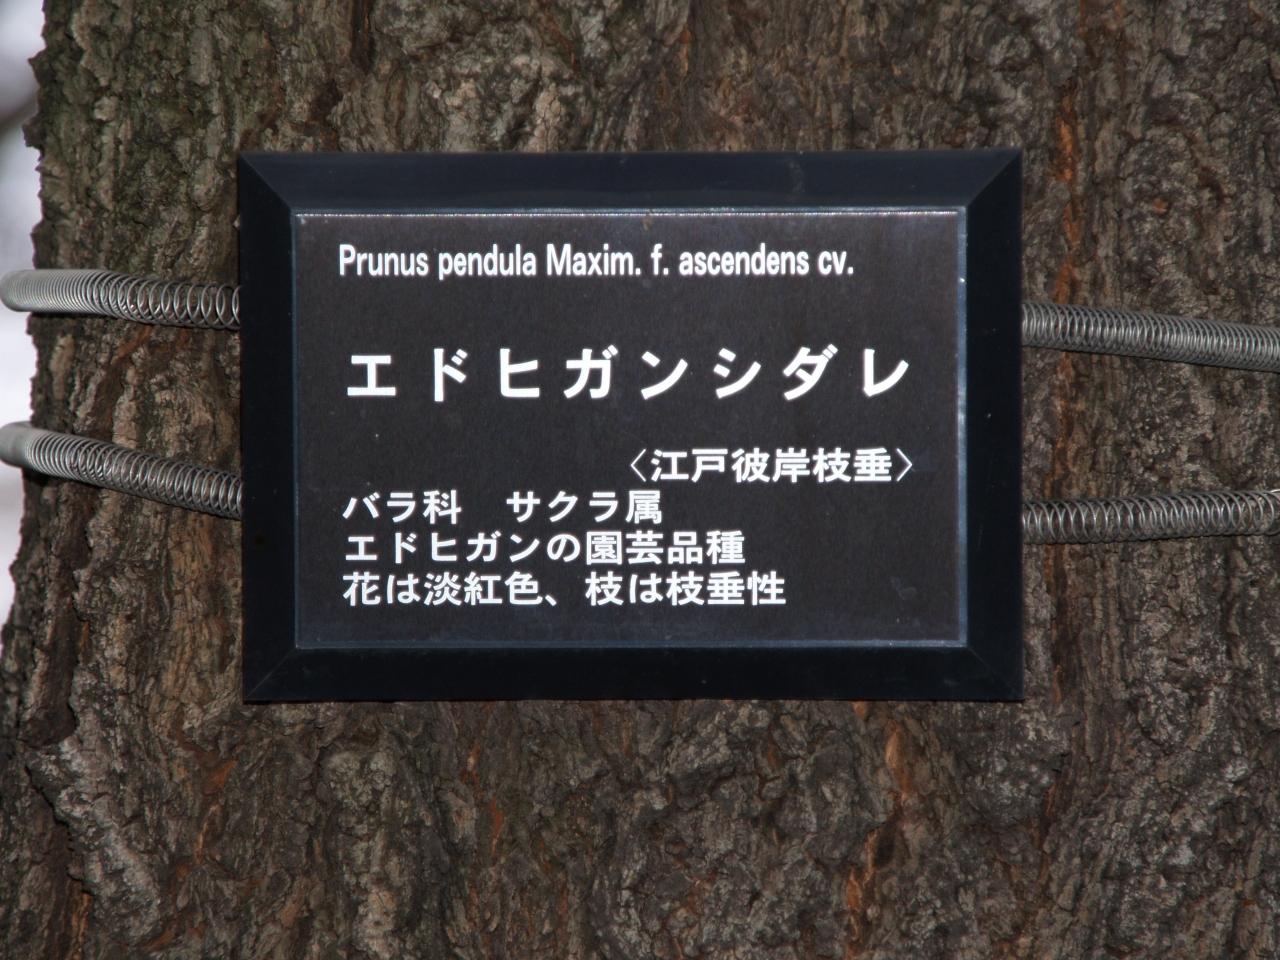 Prunus pendula Maxim. f. ascendens cv.
エドヒガンシダレ
〈江戸彼岸枝垂〉
バラ科　サクラ属
エドヒガンの園芸品種
花は淡紅色、枝は枝垂性